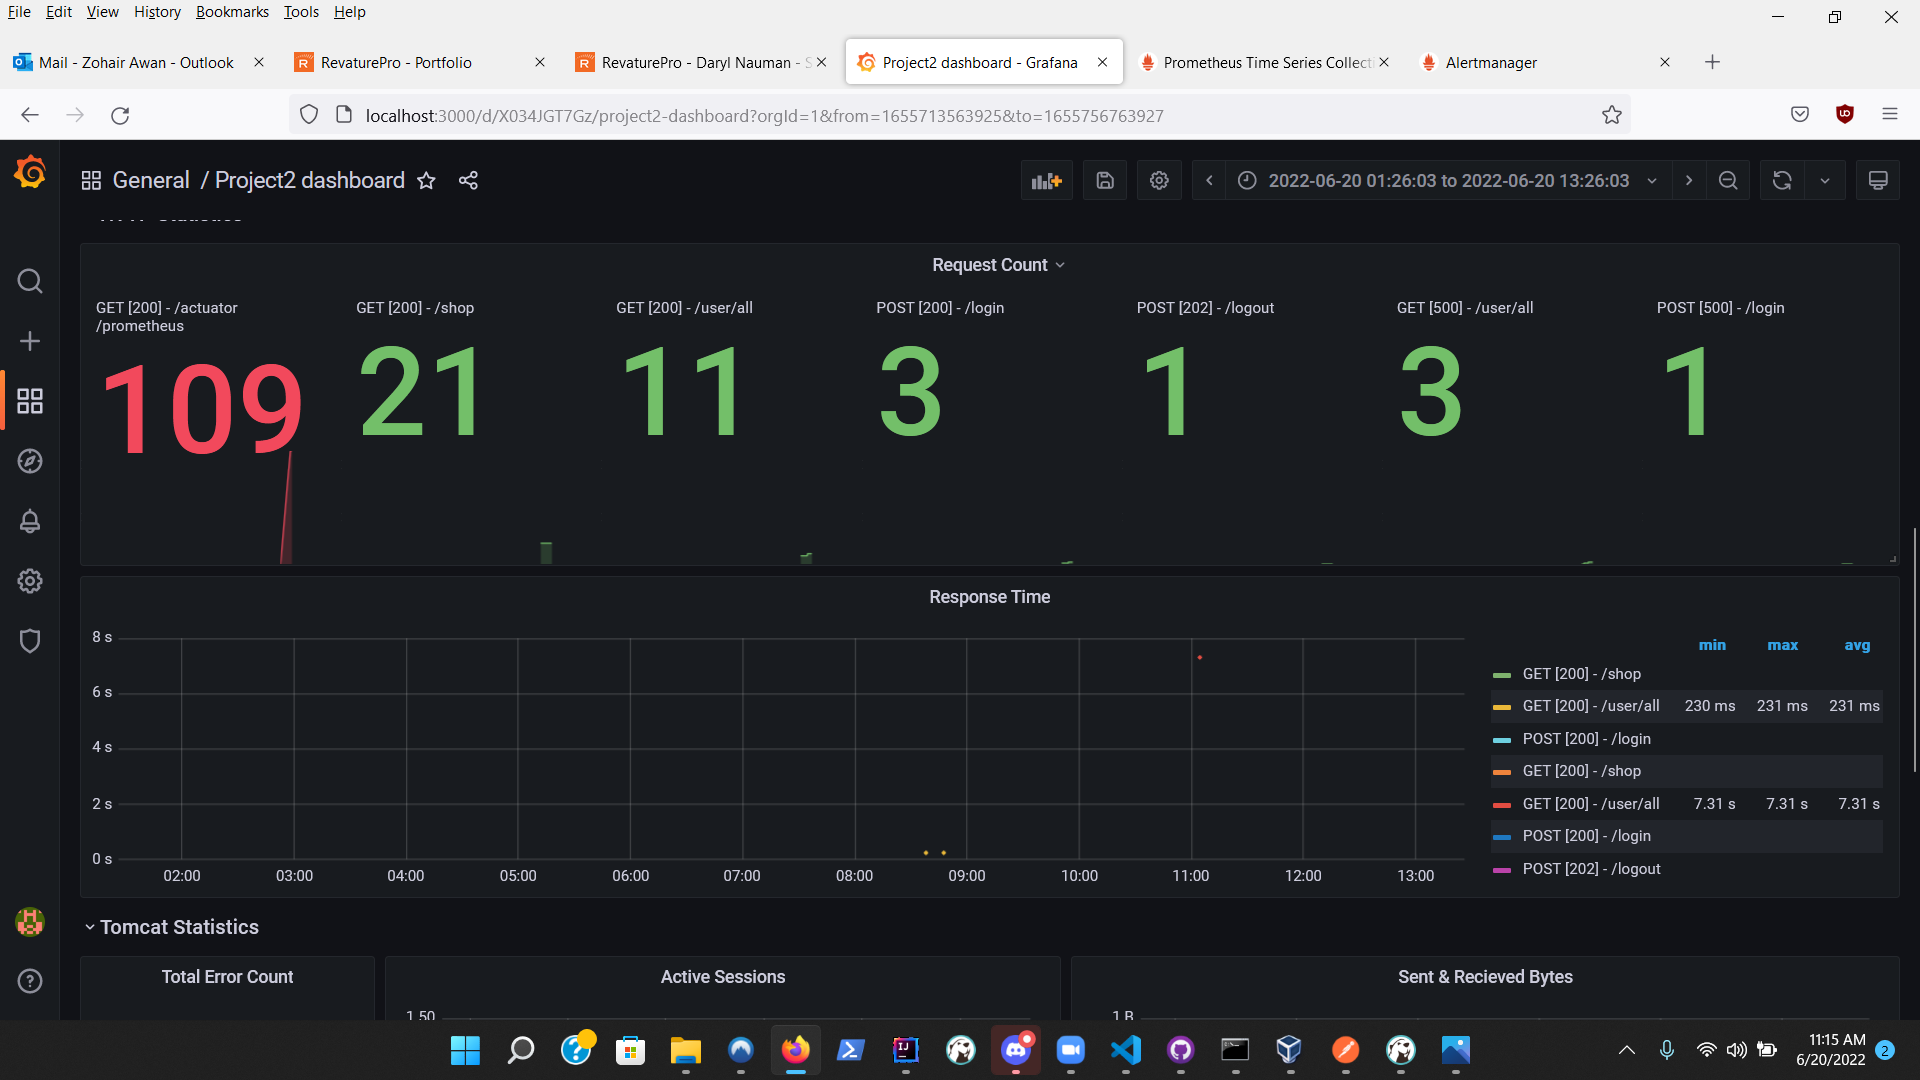 File Edit View History Bookmarks Tools Help
Mail - Zohair Awan - Outlook
RevaturePro - Portfolio
RevaturePro - Daryl Nauman - S
Project2 dashboard - Grafana
Prometheus Time Series Collecti
Alertmanager
localhost:3000/d/X034JGT7Gz/project2-dashboard?orgId=1&from=1655713563925&to=1655756763927
General / Project2 dashboard
2022-06-20 01:26:03 to 2022-06-20 13:26:03
Statistics
Request Count
GET [200] - /actuator
/prometheus
109
GET [200] - /shop
21
GET [200] - /user/all
11
POST [200] - /login
3
POST [202] - /logout
1
GET [500] - /user/all
3
POST [500] - /login
1
Response Time
8 s
6 s
4 s
2 s
0 s
02:00 03:00 04:00 05:00 06:00 07:00 08:00 09:00 10:00 11:00 12:00 13:00
min max avg
GET [200] - /shop
GET [200] - /user/all 230 ms 231 ms 231 ms
POST [200] - /login
GET [200] - /shop
GET [200] - /user/all 7.31 s 7.31 s 7.31 s
POST [200] - /login
POST [202] - /logout
Tomcat Statistics
Total Error Count
Active Sessions
1.50
Sent & Recieved Bytes
1 B
11:15 AM
6/20/2022
2